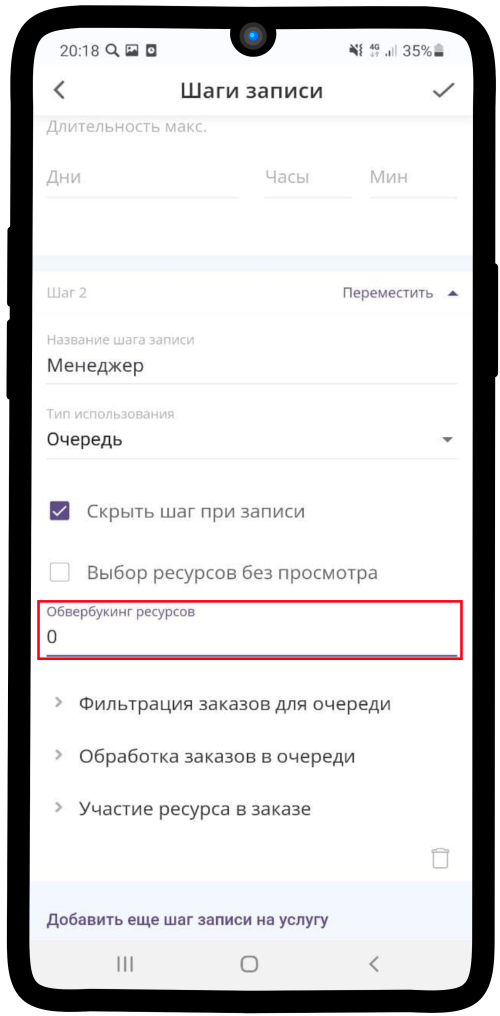 20:18 4G 35%
Шаги записи
Длительность макс.
Дни Часы Мин
Шаг 2 Переместить
Название шага записи
Менеджер
Тип использования
Очередь
Скрыть шаг при записи
Выбор ресурсов без просмотра
Обвербукинг ресурсов
0
Фильтрация заказов для очереди
Обработка заказов в очереди
Участие ресурса в заказе
Добавить еще шаг записи на услугу